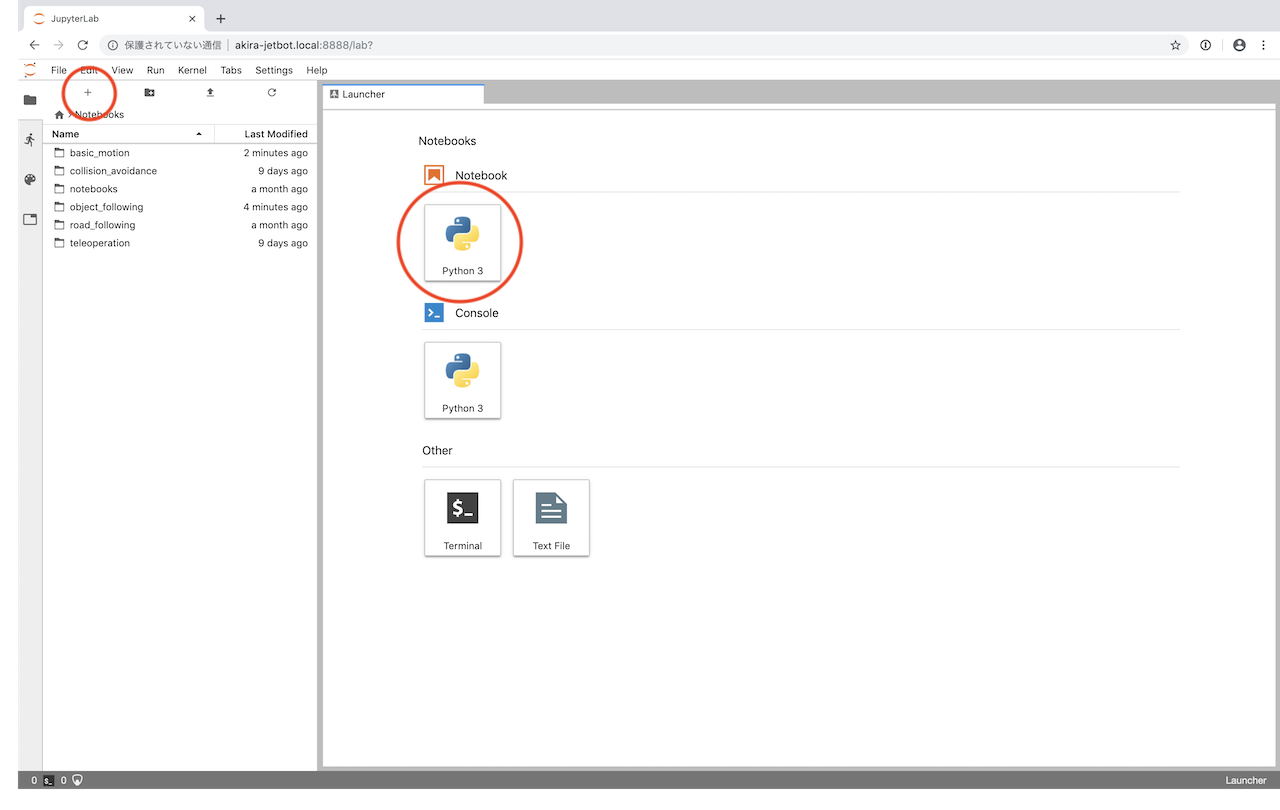 JupyterLab
保護されていない通信 akira-jetbot.local:8888/lab?
File Edit View Run Kernel Tabs Settings Help
Launcher
> Notebooks
Name Last Modified
basic_motion 2 minutes ago
collision_avoidance 9 days ago
notebooks a month ago
object_following 4 minutes ago
road_following a month ago
teleoperation 9 days ago
Notebooks
Notebook
Python 3
>_ Console
Python 3
Other
$_
Terminal Text File
0 $_ 0 Launcher